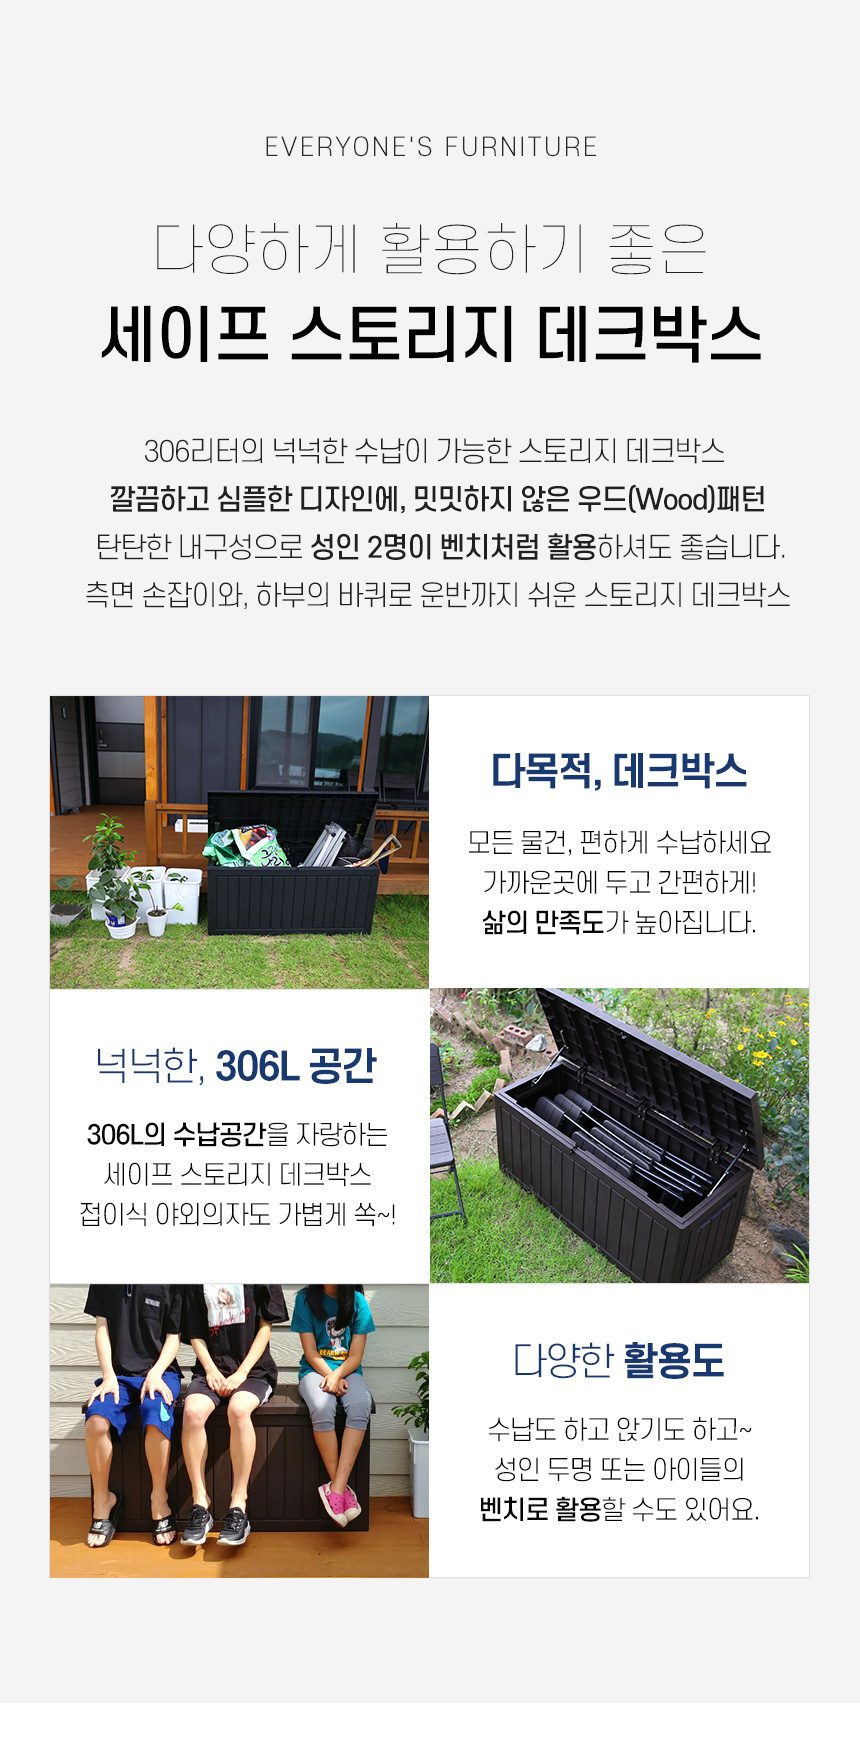 EVERYONE'S FURNITURE
다양하게 활용하기 좋은
세이프 스토리지 데크박스
306리터의 넉넉한 수납이 가능한 스토리지 데크박스
깔끔하고 심플한 디자인에, 밋밋하지 않은 우드(Wood)패턴
탄탄한 내구성으로 성인 2명이 벤치처럼 활용하셔도 좋습니다.
측면 손잡이와, 하부의 바퀴로 운반까지 쉬운 스토리지 데크박스
다목적, 데크박스
모든 물건, 편하게 수납하세요
가까운곳에 두고 간편하게!
삶의 만족도가 높아집니다.
넉넉한, 306L 공간
306L의 수납공간을 자랑하는
세이프 스토리지 데크박스
접이식 야외의자도 가볍게 쏙~!
다양한 활용도
수납도 하고 앉기도 하고~
성인 두명 또는 아이들의
벤치로 활용할 수도 있어요.